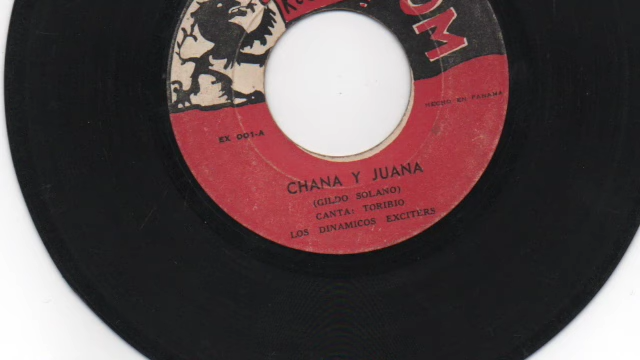 OM
HECHO EN PANAMA
EX 001-A
CHANA Y JUANA
(GILDO SOLANO)
CANTA: TORIBIO
LOS DINAMICOS EXCITERS